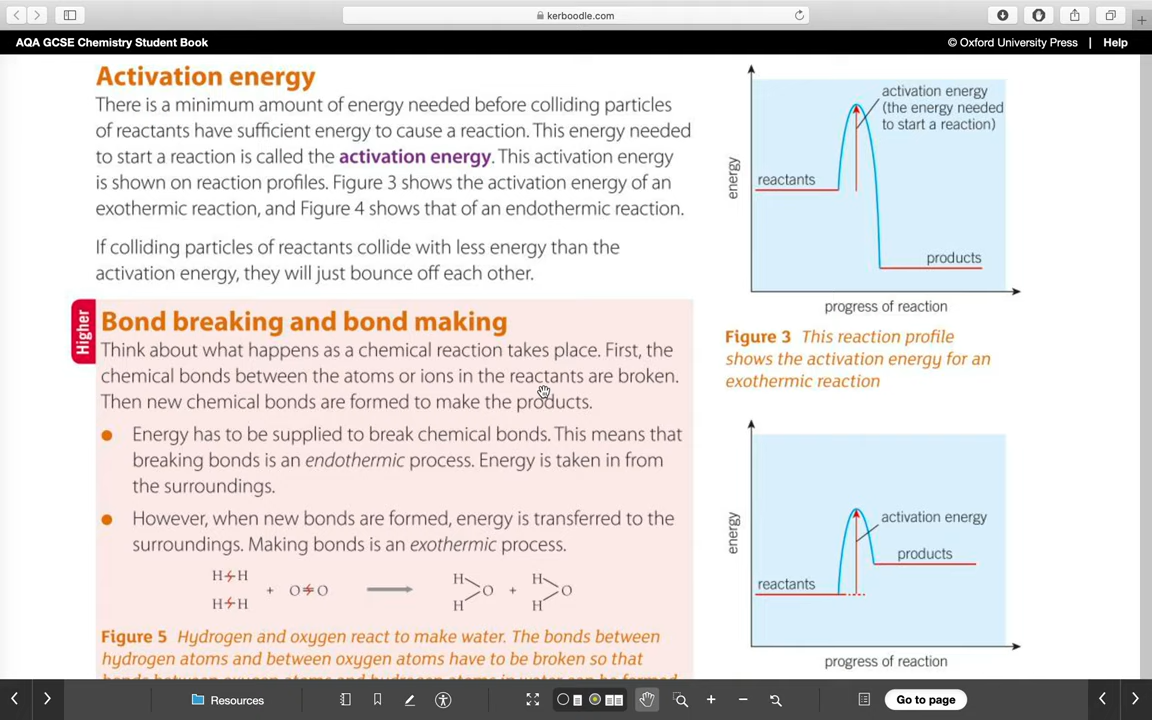 kerboodle.com
AQA GCSE Chemistry Student Book
© Oxford University Press | Help
Activation energy
There is a minimum amount of energy needed before colliding particles
of reactants have sufficient energy to cause a reaction. This energy needed
to start a reaction is called the activation energy. This activation energy
is shown on reaction profiles. Figure 3 shows the activation energy of an
exothermic reaction, and Figure 4 shows that of an endothermic reaction.
If colliding particles of reactants collide with less energy than the
activation energy, they will just bounce off each other.
Higher
Bond breaking and bond making
Think about what happens as a chemical reaction takes place. First, the
chemical bonds between the atoms or ions in the reactants are broken.
Then new chemical bonds are formed to make the products.
● Energy has to be supplied to break chemical bonds. This means that
breaking bonds is an endothermic process. Energy is taken in from
the surroundings.
● However, when new bonds are formed, energy is transferred to the
surroundings. Making bonds is an exothermic process.
H H
+ O O
H H
H
O
H
+
H
O
H
Figure 5 Hydrogen and oxygen react to make water. The bonds between
hydrogen atoms and between oxygen atoms have to be broken so that
energy
activation energy
(the energy needed
to start a reaction)
reactants
products
progress of reaction
Figure 3 This reaction profile
shows the activation energy for an
exothermic reaction
energy
activation energy
products
reactants
progress of reaction
Resources
Go to page